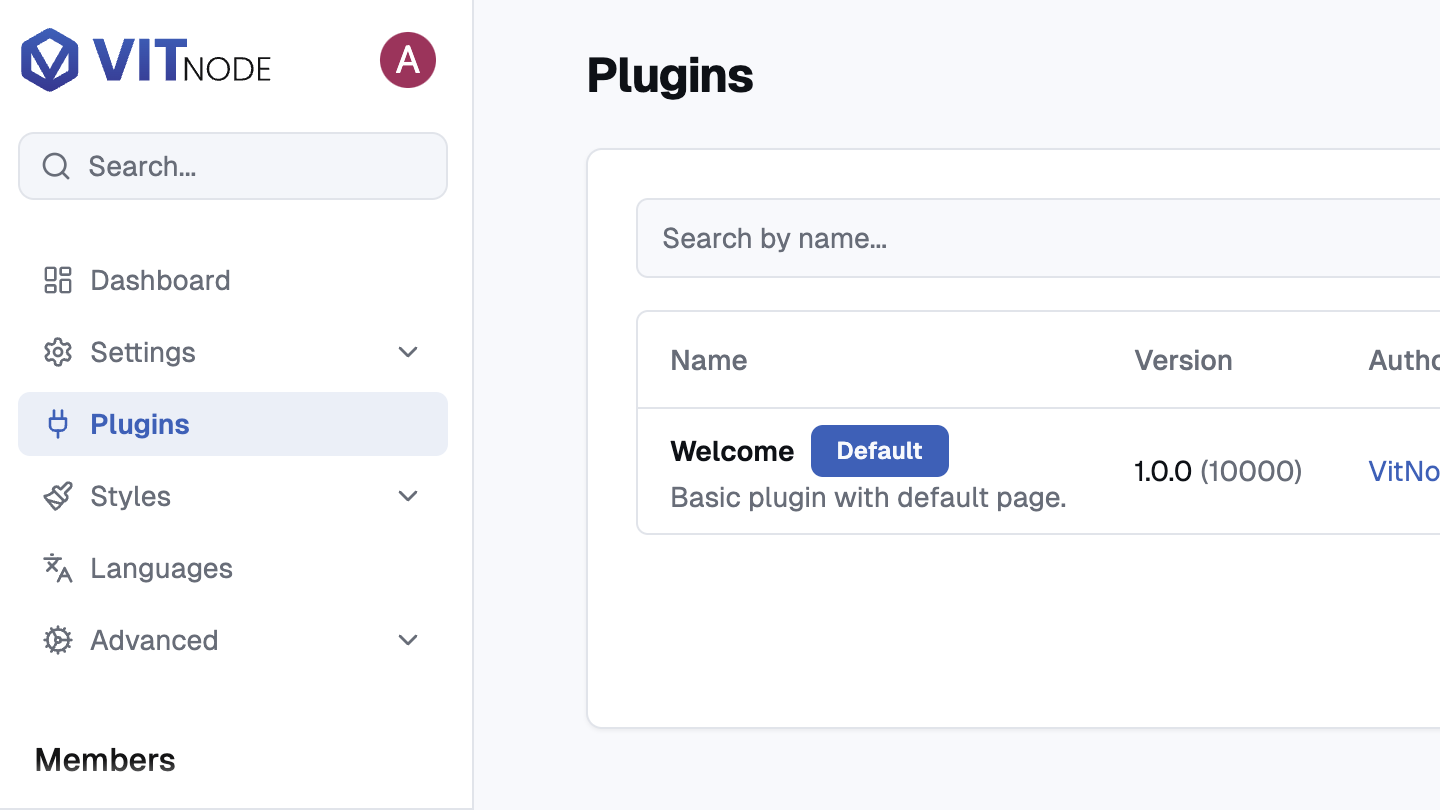 VITNODE
A
Search...
Dashboard
Settings
Plugins
Styles
Languages
Advanced
Members
Plugins
Search by name...
Name Version Autho
Welcome Default
Basic plugin with default page.
1.0.0 (10000)
VitNo